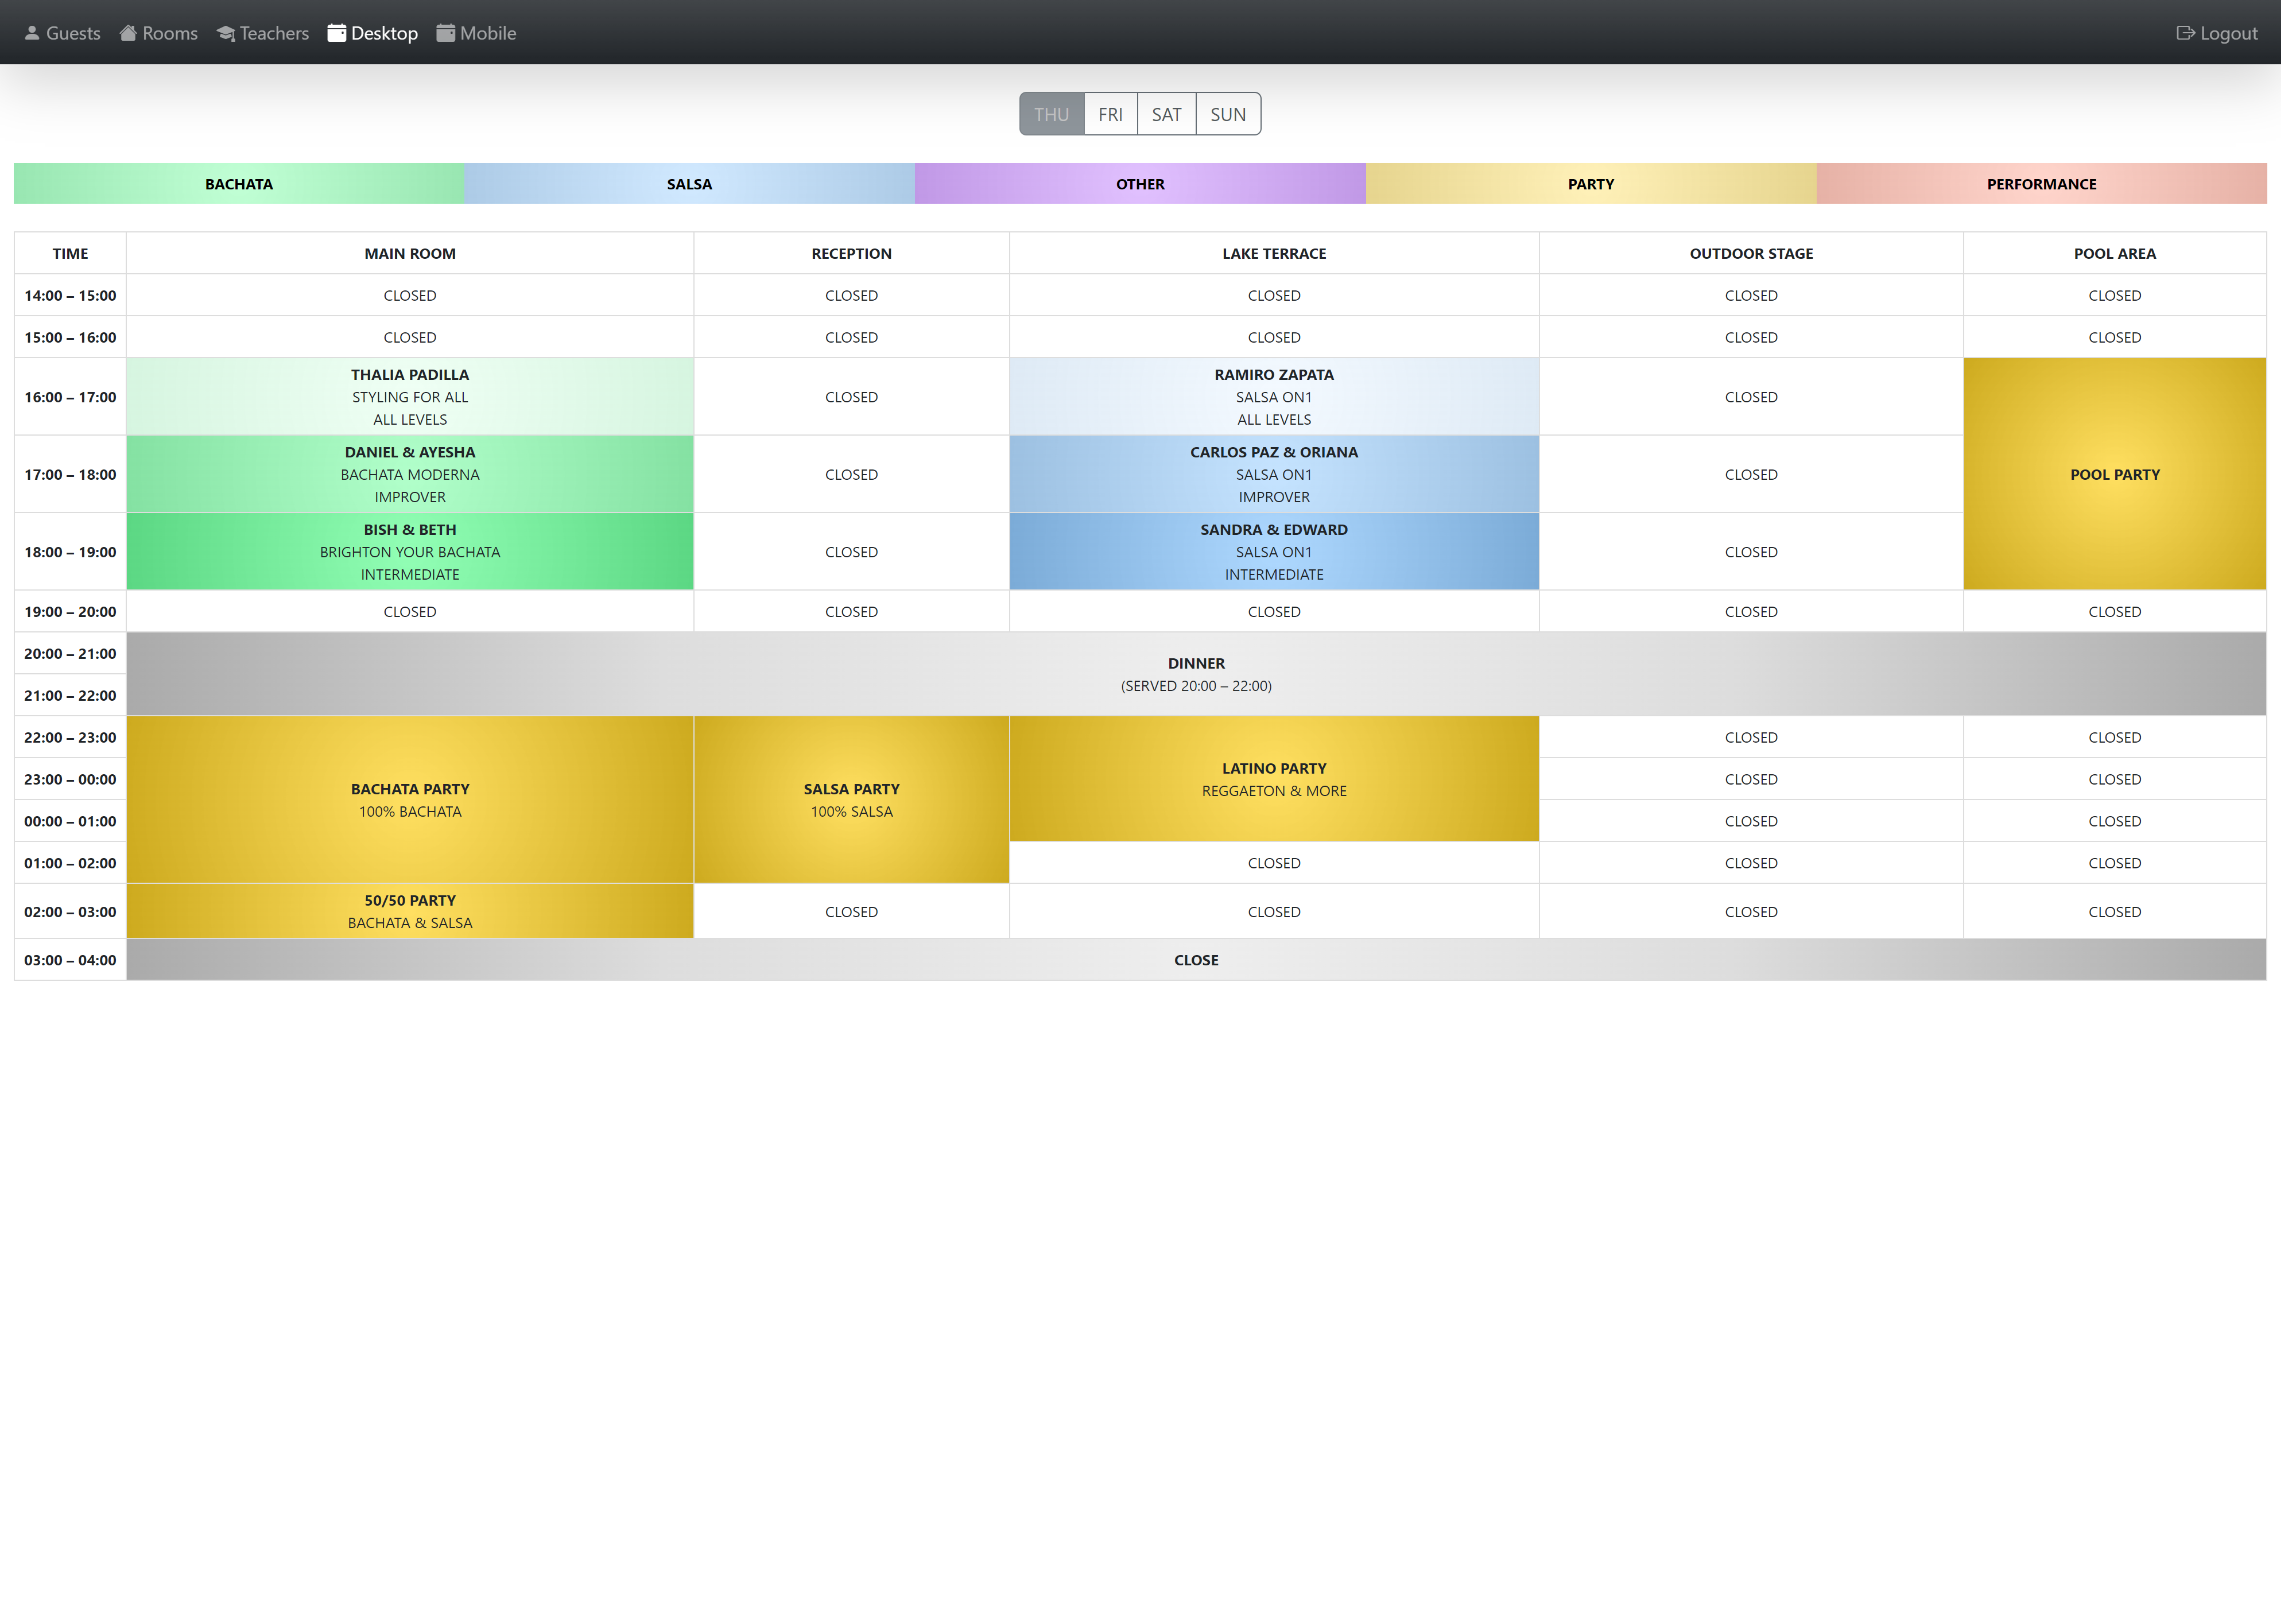 Guests Rooms Teachers Desktop Mobile Logout
THU FRI SAT SUN
BACHATA SALSA OTHER PARTY PERFORMANCE
TIME MAIN ROOM RECEPTION LAKE TERRACE OUTDOOR STAGE POOL AREA
14:00 – 15:00 CLOSED CLOSED CLOSED CLOSED CLOSED
15:00 – 16:00 CLOSED CLOSED CLOSED CLOSED CLOSED
THALIA PADILLA RAMIRO ZAPATA
16:00 – 17:00 STYLING FOR ALL CLOSED SALSA ON1 CLOSED
ALL LEVELS ALL LEVELS
DANIEL & AYESHA CARLOS PAZ & ORIANA
17:00 – 18:00 BACHATA MODERNA CLOSED SALSA ON1 CLOSED POOL PARTY
IMPROVER IMPROVER
BISH & BETH SANDRA & EDWARD
18:00 – 19:00 BRIGHTON YOUR BACHATA CLOSED SALSA ON1 CLOSED
INTERMEDIATE INTERMEDIATE
19:00 – 20:00 CLOSED CLOSED CLOSED CLOSED CLOSED
20:00 – 21:00
DINNER
(SERVED 20:00 – 22:00)
21:00 – 22:00
22:00 – 23:00 CLOSED CLOSED
LATINO PARTY
23:00 – 00:00 CLOSED CLOSED
BACHATA PARTY SALSA PARTY REGGAETON & MORE
100% BACHATA 100% SALSA
00:00 – 01:00 CLOSED CLOSED
01:00 – 02:00 CLOSED CLOSED CLOSED
50/50 PARTY
02:00 – 03:00 CLOSED CLOSED CLOSED CLOSED
BACHATA & SALSA
03:00 – 04:00 CLOSE